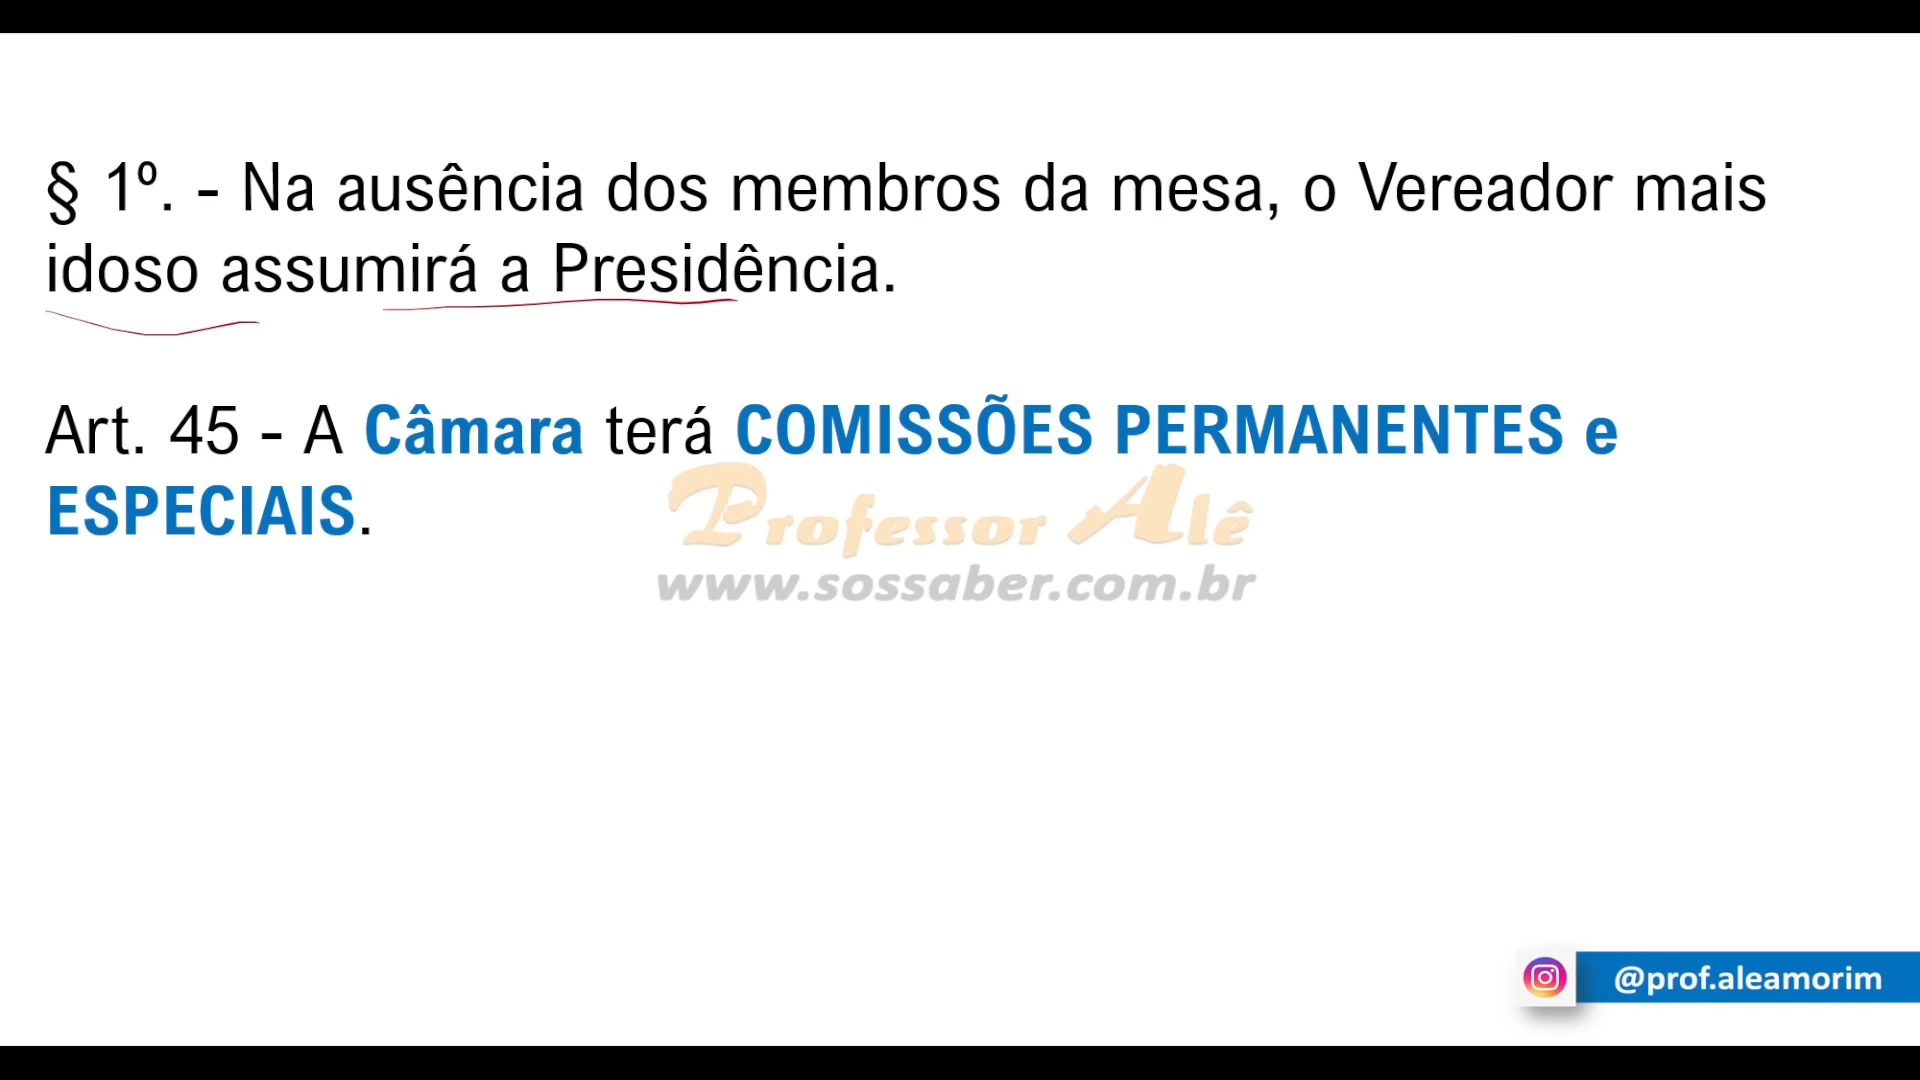 § 1º. - Na ausência dos membros da mesa, o Vereador mais
idoso assumirá a Presidência.
Art. 45 - A Câmara terá COMISSÕES PERMANENTES e
ESPECIAIS.
Professor Alê
www.sossaber.com.br
@prof.aleamorim